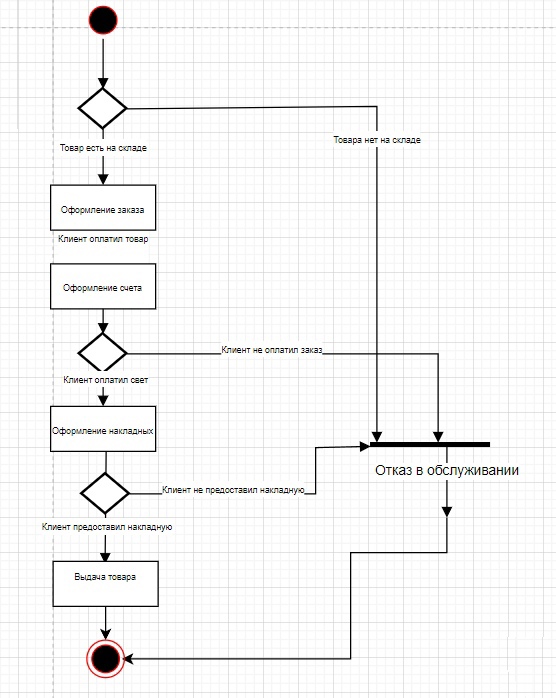 Товар есть на складе
Товара нет на складе
Оформление заказа
Клиент оплатил товар
Оформление счета
Клиент не оплатил заказ
Клиент оплатил свет
Оформление накладных
Отказ в обслуживании
Клиент не предоставил накладную
Клиент предоставил накладную
Выдача товара